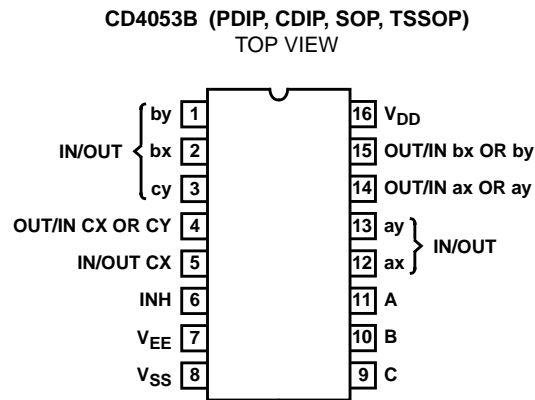 CD4053B (PDIP, CDIP, SOP, TSSOP)
TOP VIEW
by 1
bx 2
IN/OUT
cy 3
OUT/IN CX OR CY 4
IN/OUT CX 5
INH 6
VEE 7
VSS 8
16 VDD
15 OUT/IN bx OR by
14 OUT/IN ax OR ay
13 ay
IN/OUT
12 ax
11 A
10 B
9 C